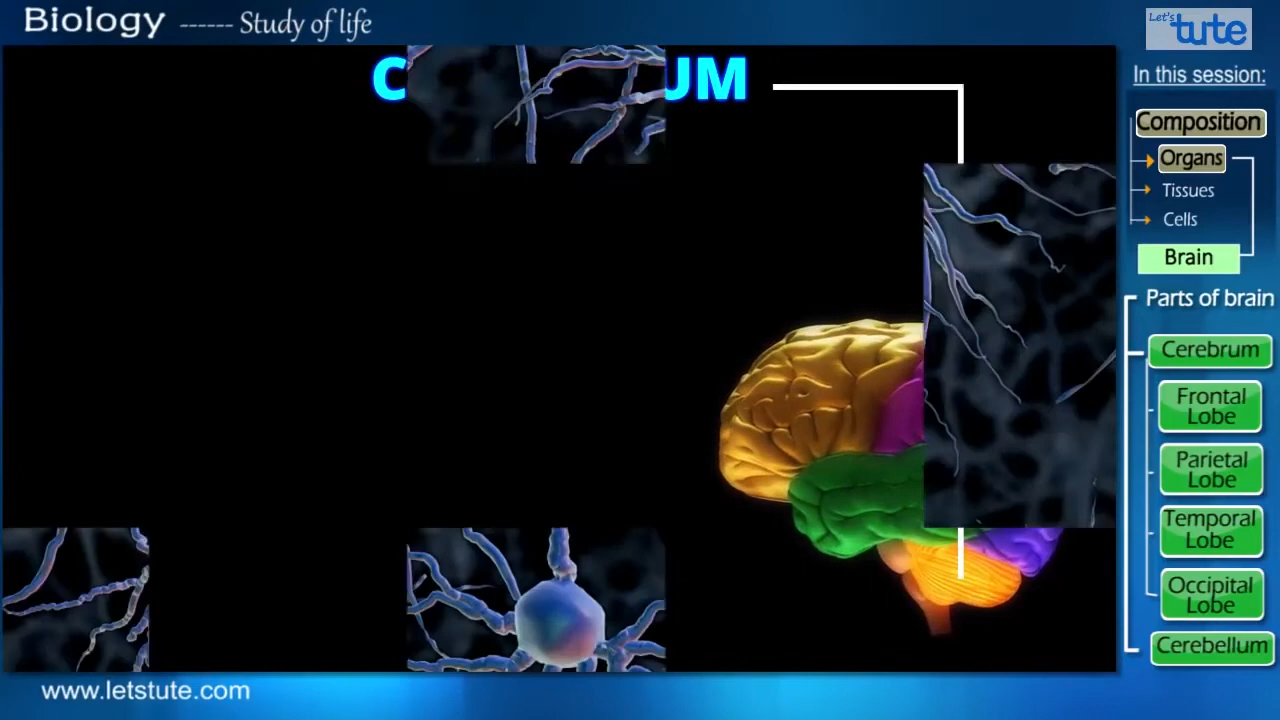 Biology ------ Study of life
Let's
tute
C UM
In this session:
Composition
Organs
Tissues
Cells
Brain
Parts of brain
Cerebrum
Frontal
Lobe
Parietal
Lobe
Temporal
Lobe
Occipital
Lobe
Cerebellum
www.letstute.com